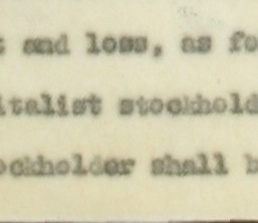 t and loss, as fo
italist stockhold
ockholder shall b